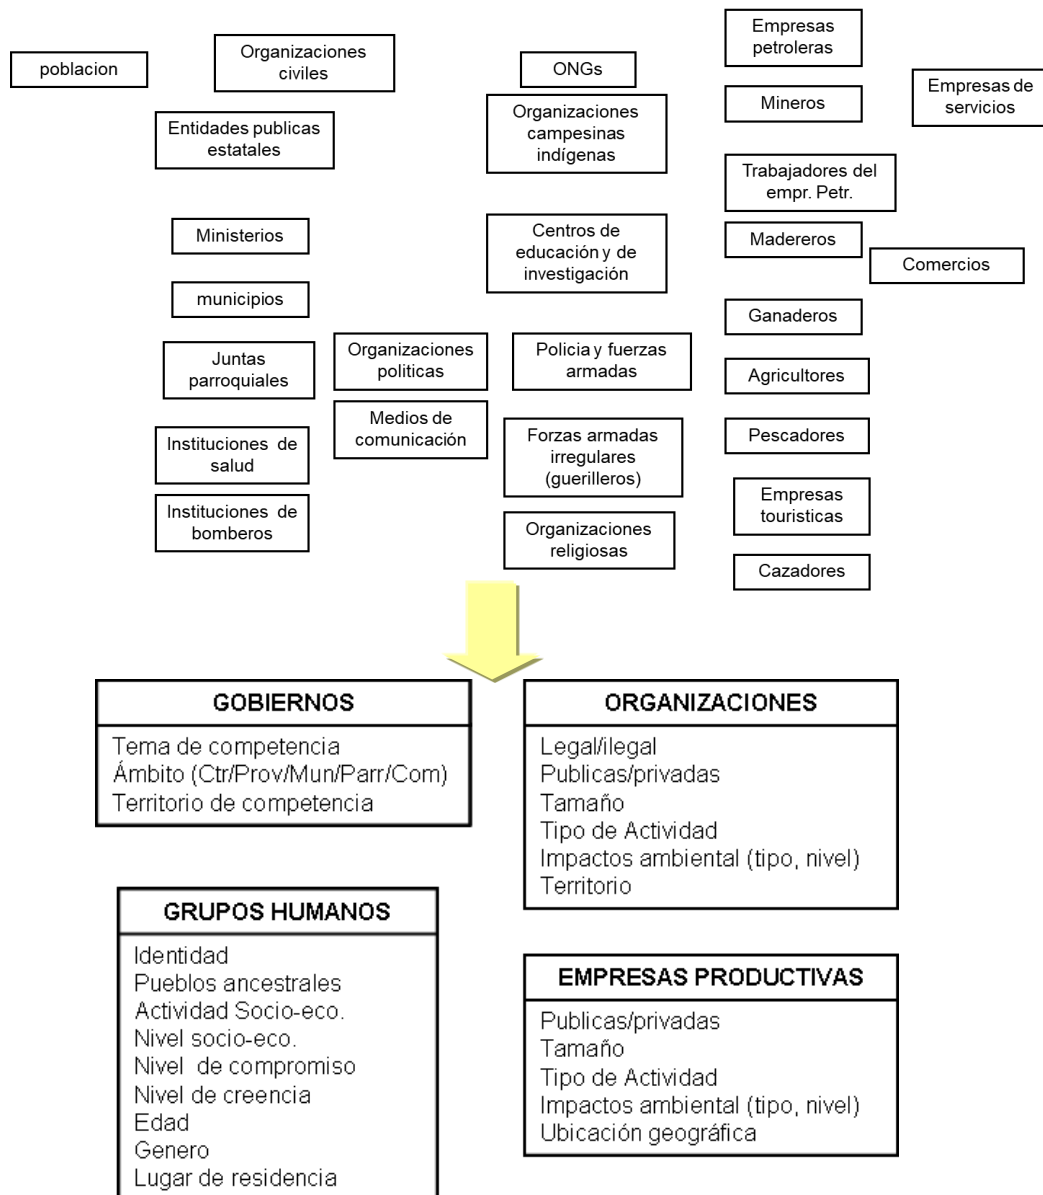 poblacion
Organizaciones
civiles
ONGs
Empresas
petroleras
Empresas de
servicios
Mineros
Entidades publicas
estatales
Organizaciones
campesinas
indígenas
Trabajadores del
empr. Petr.
Ministerios
Centros de
educación y de
investigación
Madereros
Comercios
municipios
Ganaderos
Juntas
parroquiales
Organizaciones
politicas
Policia y fuerzas
armadas
Agricultores
Medios de
comunicación
Instituciones de
salud
Forzas armadas
irregulares
(guerilleros)
Pescadores
Instituciones de
bomberos
Organizaciones
religiosas
Empresas
touristicas
Cazadores
GOBIERNOS
Tema de competencia
Ámbito (Ctr/Prov/Mun/Parr/Com)
Territorio de competencia
ORGANIZACIONES
Legal/ilegal
Publicas/privadas
Tamaño
Tipo de Actividad
Impactos ambiental (tipo, nivel)
Territorio
GRUPOS HUMANOS
Identidad
Pueblos ancestrales
Actividad Socio-eco.
Nivel socio-eco.
Nivel de compromiso
Nivel de creencia
Edad
Genero
Lugar de residencia
EMPRESAS PRODUCTIVAS
Publicas/privadas
Tamaño
Tipo de Actividad
Impactos ambiental (tipo, nivel)
Ubicación geográfica